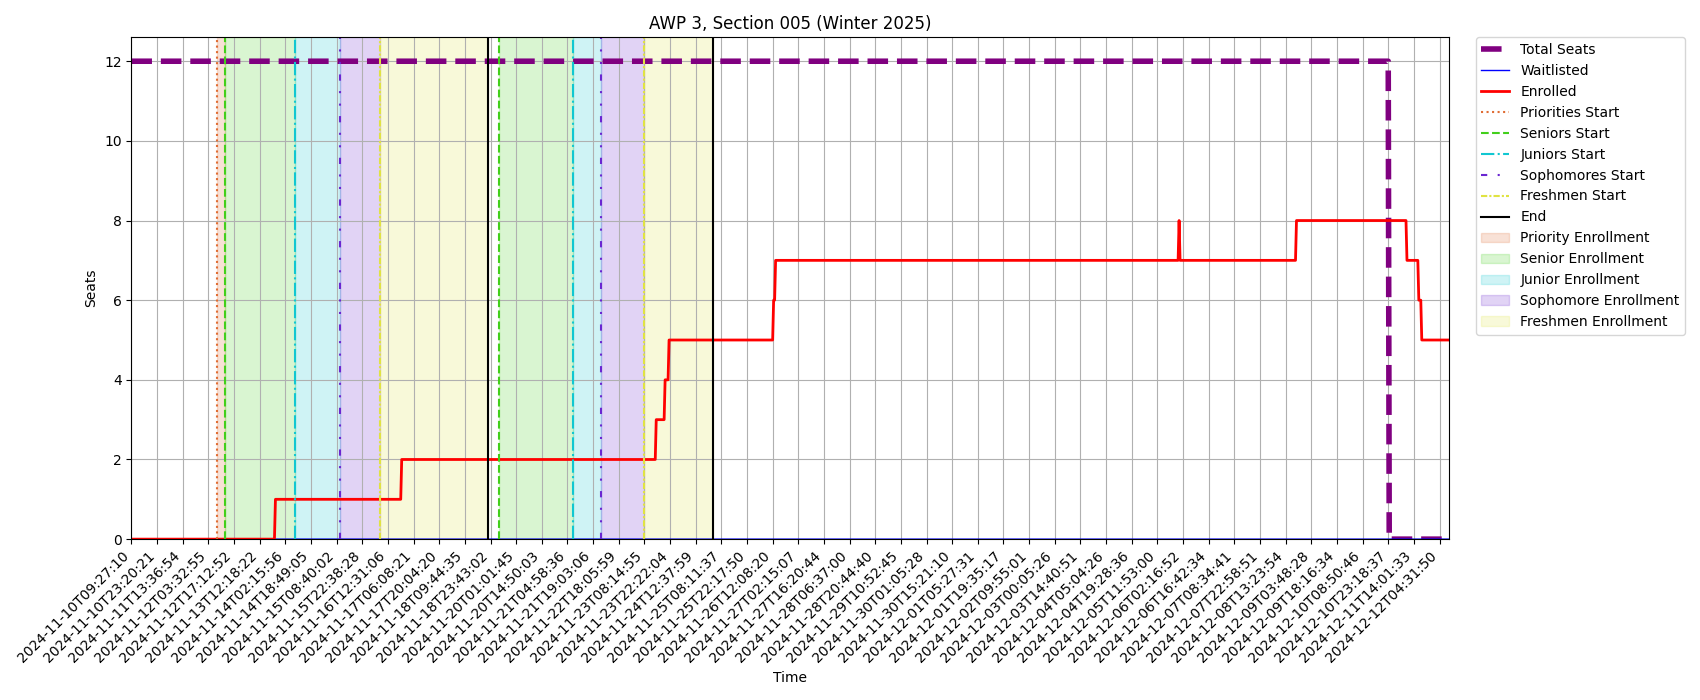 AWP 3, Section 005 (Winter 2025)
Seats
12
10
8
6
4
2
0
2024-11-10T09:27:10
2024-11-10T23:20:21
2024-11-11T13:36:54
2024-11-12T03:32:55
2024-11-12T17:12:52
2024-11-13T12:18:22
2024-11-14T02:15:56
2024-11-14T18:49:05
2024-11-15T08:40:02
2024-11-15T22:38:28
2024-11-16T12:31:06
2024-11-17T06:08:21
2024-11-17T20:04:20
2024-11-18T09:44:35
2024-11-18T23:43:02
2024-11-20T01:01:45
2024-11-20T14:50:03
2024-11-21T04:58:36
2024-11-21T19:03:06
2024-11-22T18:05:59
2024-11-23T08:14:55
2024-11-23T22:22:04
2024-11-24T12:37:59
2024-11-25T08:11:37
2024-11-25T22:17:50
2024-11-26T12:08:20
2024-11-27T02:15:07
2024-11-27T16:20:44
2024-11-28T06:37:00
2024-11-28T20:44:40
2024-11-29T10:52:45
2024-11-30T01:05:28
2024-11-30T15:21:10
2024-12-01T05:27:31
2024-12-01T19:35:17
2024-12-02T09:55:01
2024-12-03T00:05:26
2024-12-03T14:40:51
2024-12-04T05:04:26
2024-12-04T19:28:36
2024-12-05T11:53:00
2024-12-06T02:16:52
2024-12-06T16:42:34
2024-12-07T08:34:41
2024-12-07T22:58:51
2024-12-08T13:23:54
2024-12-09T03:48:28
2024-12-09T18:16:34
2024-12-10T08:50:46
2024-12-10T23:18:37
2024-12-11T14:01:33
2024-12-12T04:31:50
Time
Total Seats
Waitlisted
Enrolled
Priorities Start
Seniors Start
Juniors Start
Sophomores Start
Freshmen Start
End
Priority Enrollment
Senior Enrollment
Junior Enrollment
Sophomore Enrollment
Freshmen Enrollment